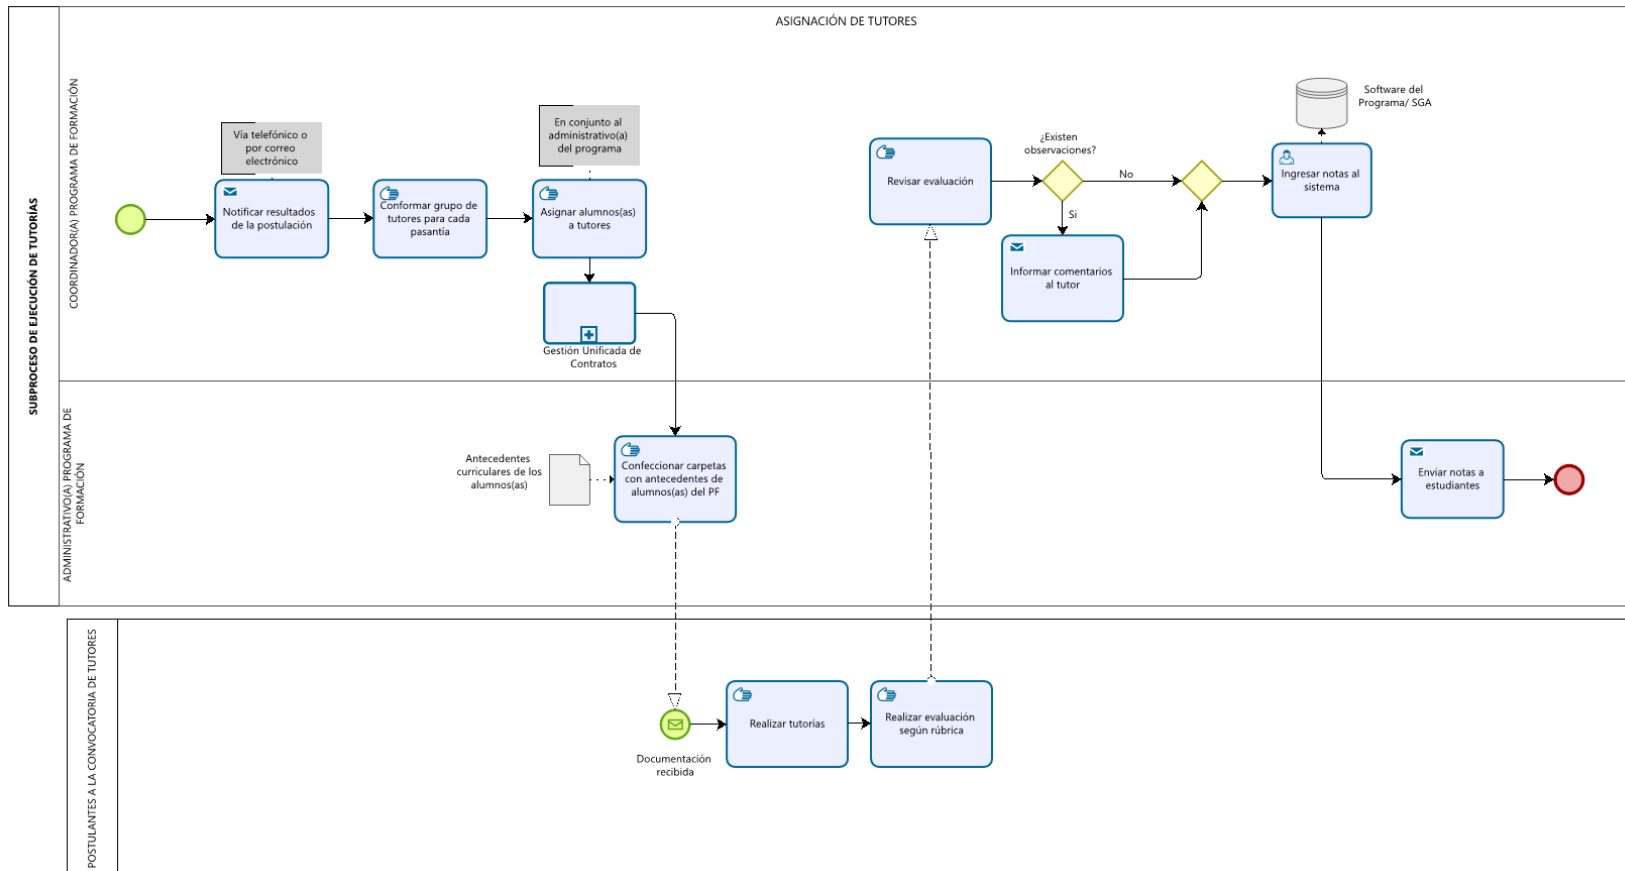 ASIGNACIÓN DE TUTORES
SUBPROCESO DE EJECUCIÓN DE TUTORÍAS
COORDINADOR(A) PROGRAMA DE FORMACIÓN
Vía telefónico o
por correo
electrónico
En conjunto al
administrativo(a)
del programa
Notificar resultados
de la postulación
Conformar grupo de
tutores para cada
pasantía
Asignar alumnos(as)
a tutores
Gestión Unificada de
Contratos
Revisar evaluación
¿Existen
observaciones?
No
Si
Informar comentarios
al tutor
Software del
Programa/ SGA
Ingresar notas al
sistema
ADMINISTRATIVO(A) PROGRAMA DE
FORMACIÓN
Antecedentes
curriculares de los
alumnos(as)
Confeccionar carpetas
con antecedentes de
alumnos(as) del PF
Enviar notas a
estudiantes
POSTULANTES A LA CONVOCATORIA DE TUTORES
Documentación
recibida
Realizar tutorías
Realizar evaluación
según rúbrica